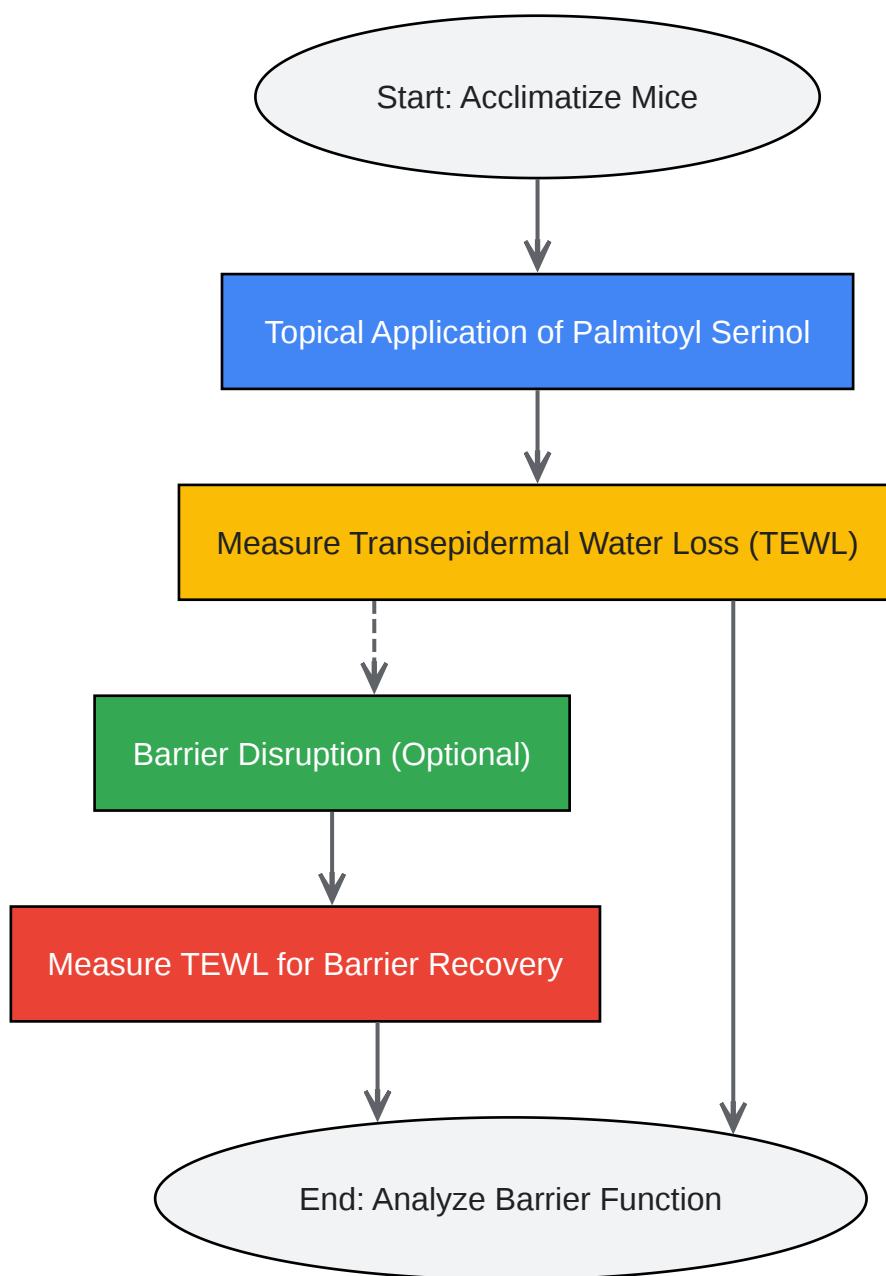 Start: Acclimatize Mice
Topical Application of Palmitoyl Serinol
Measure Transepidermal Water Loss (TEWL)
Barrier Disruption (Optional)
Measure TEWL for Barrier Recovery
End: Analyze Barrier Function